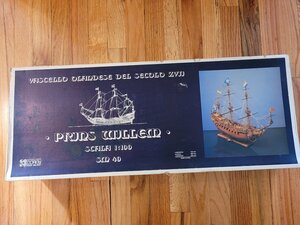 VASCELLO OLANDESE DEL SECOLO XVII
• PRINS WILLEM •
SCALA 1:100
SM 40